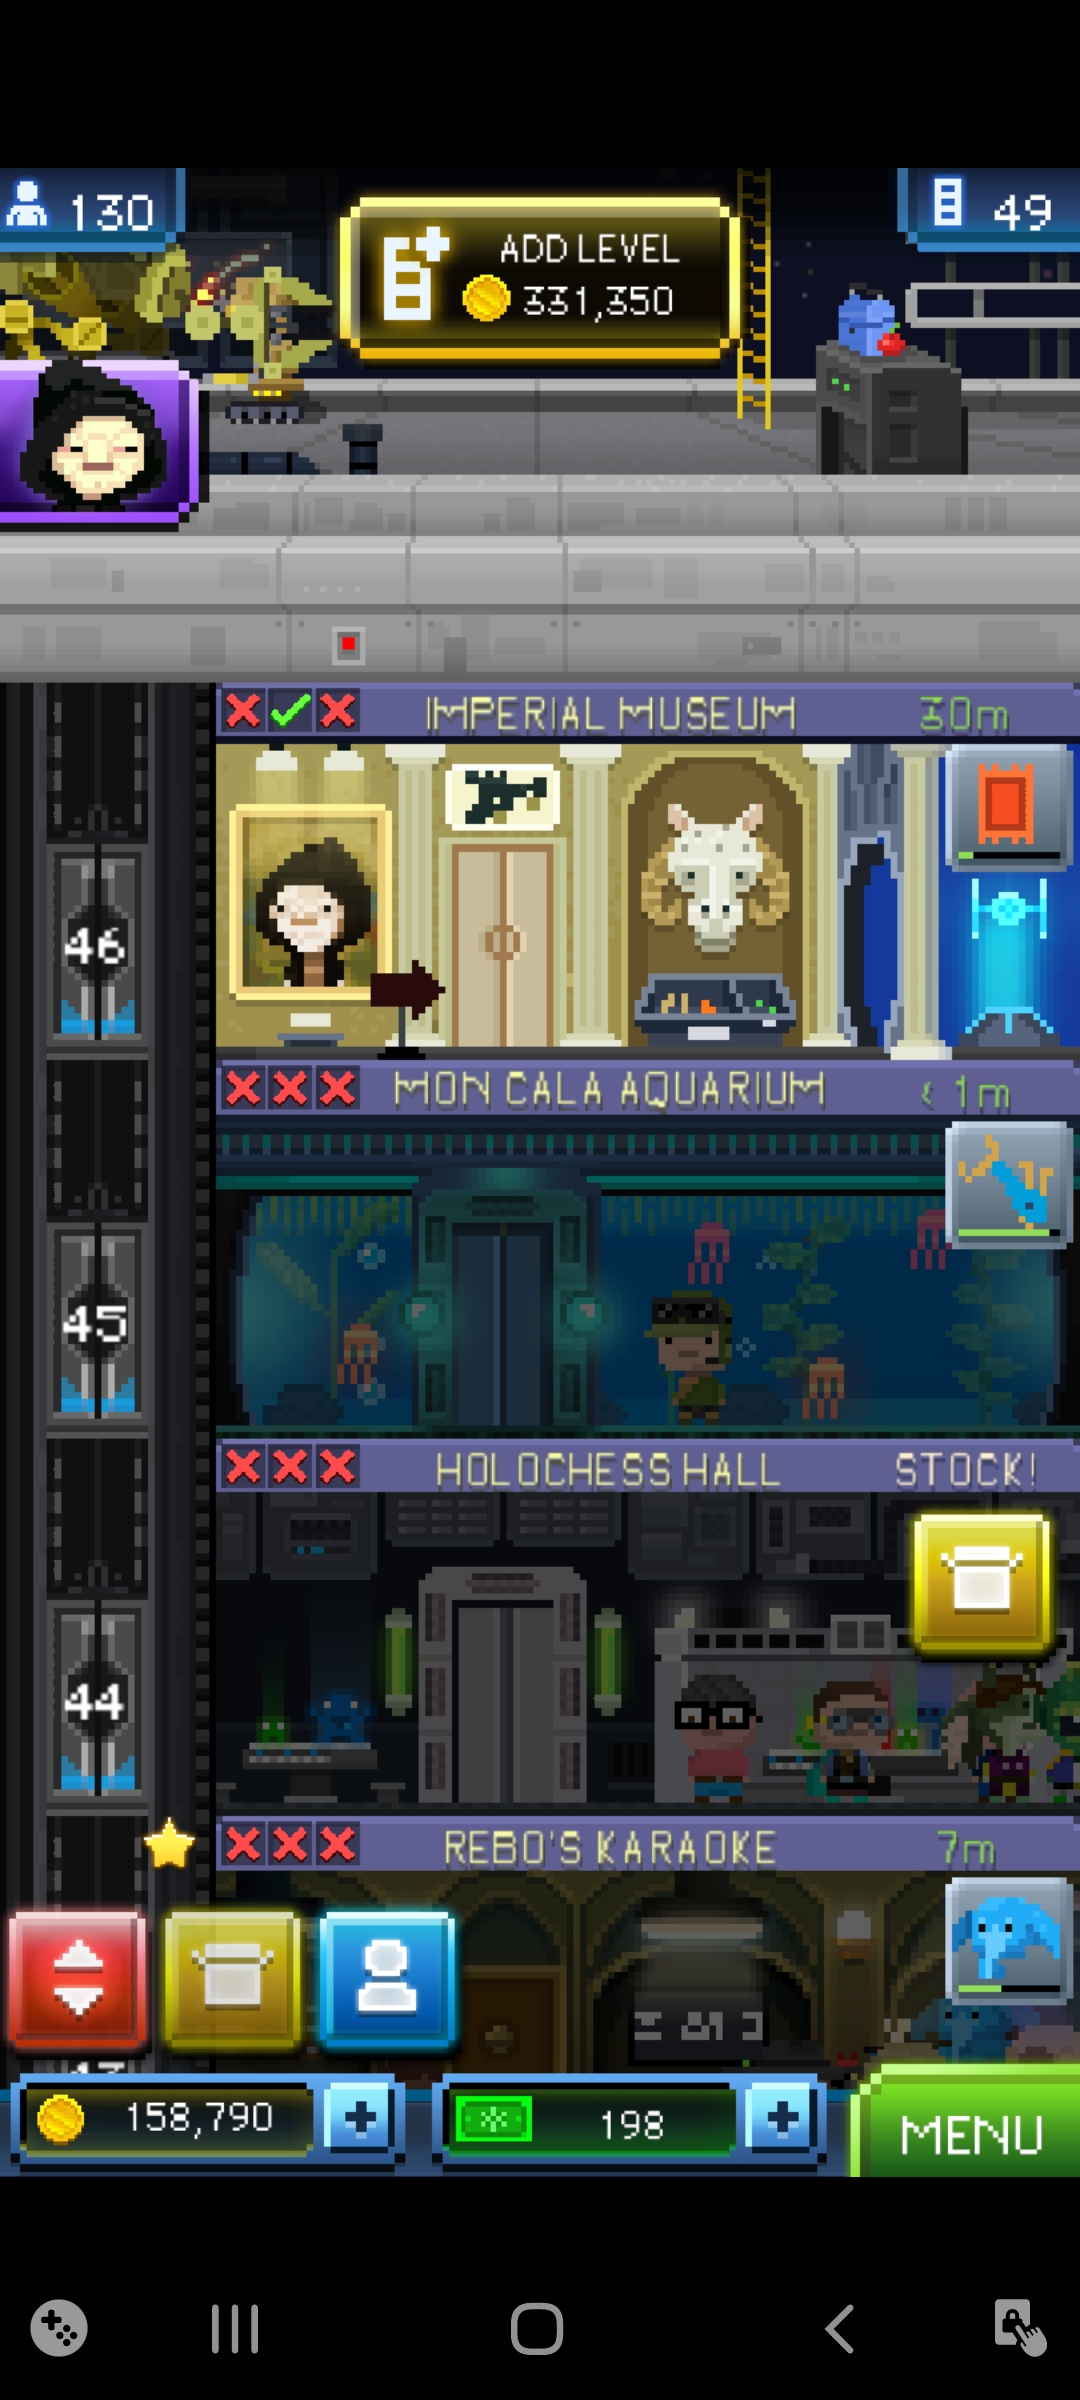 130
ADD LEVEL
331,350
49
IMPERIAL MUSEUM 30m
46
MON CALA AQUARIUM < 1m
45
HOLOCHESS HALL STOCK!
44
REBO'S KARAOKE 7m
158,790
198
MENU